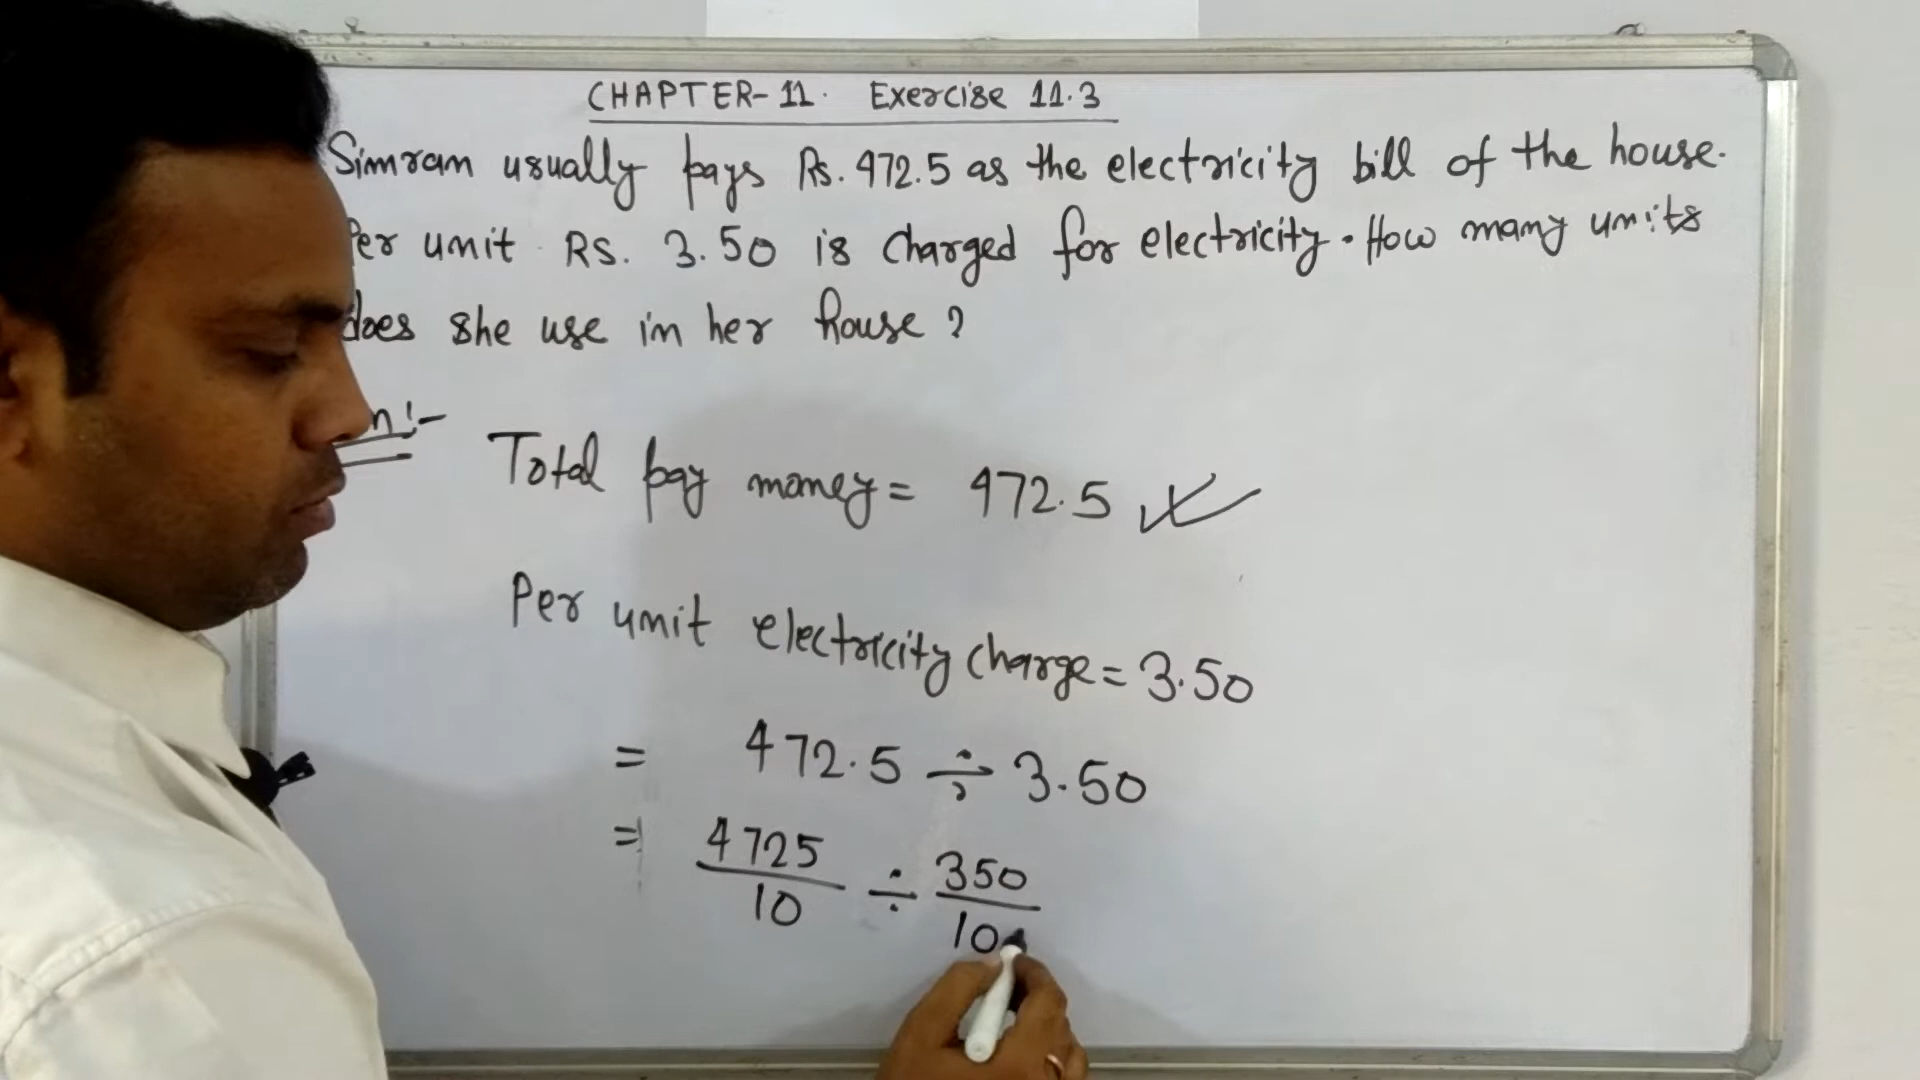 CHAPTER-11. Exercise 11.3
Simran usually pays Rs. 472.5 as the electricity bill of the house.
Per unit RS. 3.50 is charged for electricity. How many units
does she use in her house?
Total pay money = 472.5
Per unit electricity charge = 3.50
= 472.5 ÷ 3.50
= 4725/10 ÷ 350/100